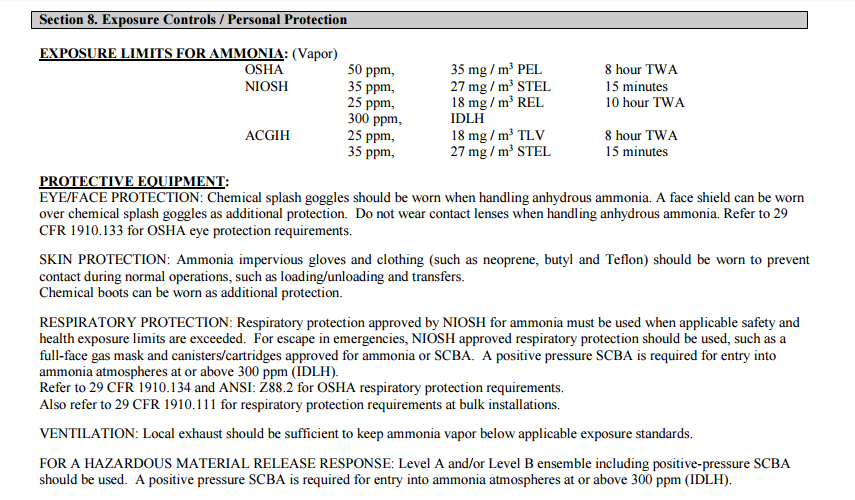 Section 8. Exposure Controls / Personal Protection
EXPOSURE LIMITS FOR AMMONIA: (Vapor)
OSHA 50 ppm, 35 mg / m³ PEL 8 hour TWA
NIOSH 35 ppm, 27 mg / m³ STEL 15 minutes
25 ppm, 18 mg / m³ REL 10 hour TWA
300 ppm, IDLH
ACGIH 25 ppm, 18 mg / m³ TLV 8 hour TWA
35 ppm, 27 mg / m³ STEL 15 minutes
PROTECTIVE EQUIPMENT:
EYE/FACE PROTECTION: Chemical splash goggles should be worn when handling anhydrous ammonia. A face shield can be worn
over chemical splash goggles as additional protection. Do not wear contact lenses when handling anhydrous ammonia. Refer to 29
CFR 1910.133 for OSHA eye protection requirements.
SKIN PROTECTION: Ammonia impervious gloves and clothing (such as neoprene, butyl and Teflon) should be worn to prevent
contact during normal operations, such as loading/unloading and transfers.
Chemical boots can be worn as additional protection.
RESPIRATORY PROTECTION: Respiratory protection approved by NIOSH for ammonia must be used when applicable safety and
health exposure limits are exceeded. For escape in emergencies, NIOSH approved respiratory protection should be used, such as a
full-face gas mask and canisters/cartridges approved for ammonia or SCBA. A positive pressure SCBA is required for entry into
ammonia atmospheres at or above 300 ppm (IDLH).
Refer to 29 CFR 1910.134 and ANSI: Z88.2 for OSHA respiratory protection requirements.
Also refer to 29 CFR 1910.111 for respiratory protection requirements at bulk installations.
VENTILATION: Local exhaust should be sufficient to keep ammonia vapor below applicable exposure standards.
FOR A HAZARDOUS MATERIAL RELEASE RESPONSE: Level A and/or Level B ensemble including positive-pressure SCBA
should be used. A positive pressure SCBA is required for entry into ammonia atmospheres at or above 300 ppm (IDLH).